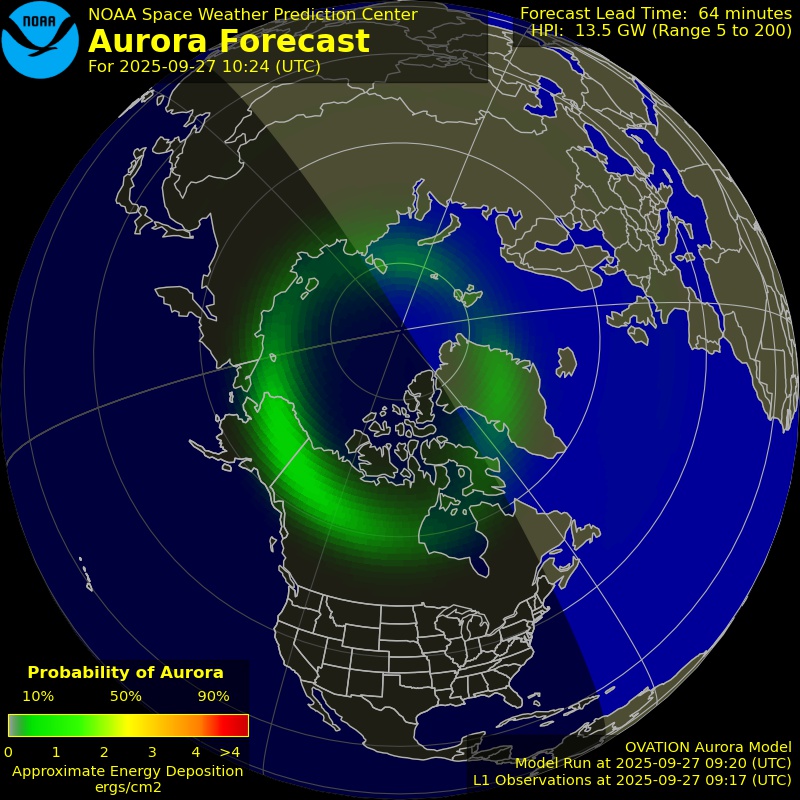 NOAA
NOAA Space Weather Prediction Center
Aurora Forecast
For 2025-09-27 10:24 (UTC)
Forecast Lead Time:  64 minutes
HPI:  13.5 GW (Range 5 to 200)
Probability of Aurora
10% 50% 90%
0 1 2 3 4 >4
Approximate Energy Deposition
ergs/cm2
OVATION Aurora Model
Model Run at 2025-09-27 09:20 (UTC)
L1 Observations at 2025-09-27 09:17 (UTC)